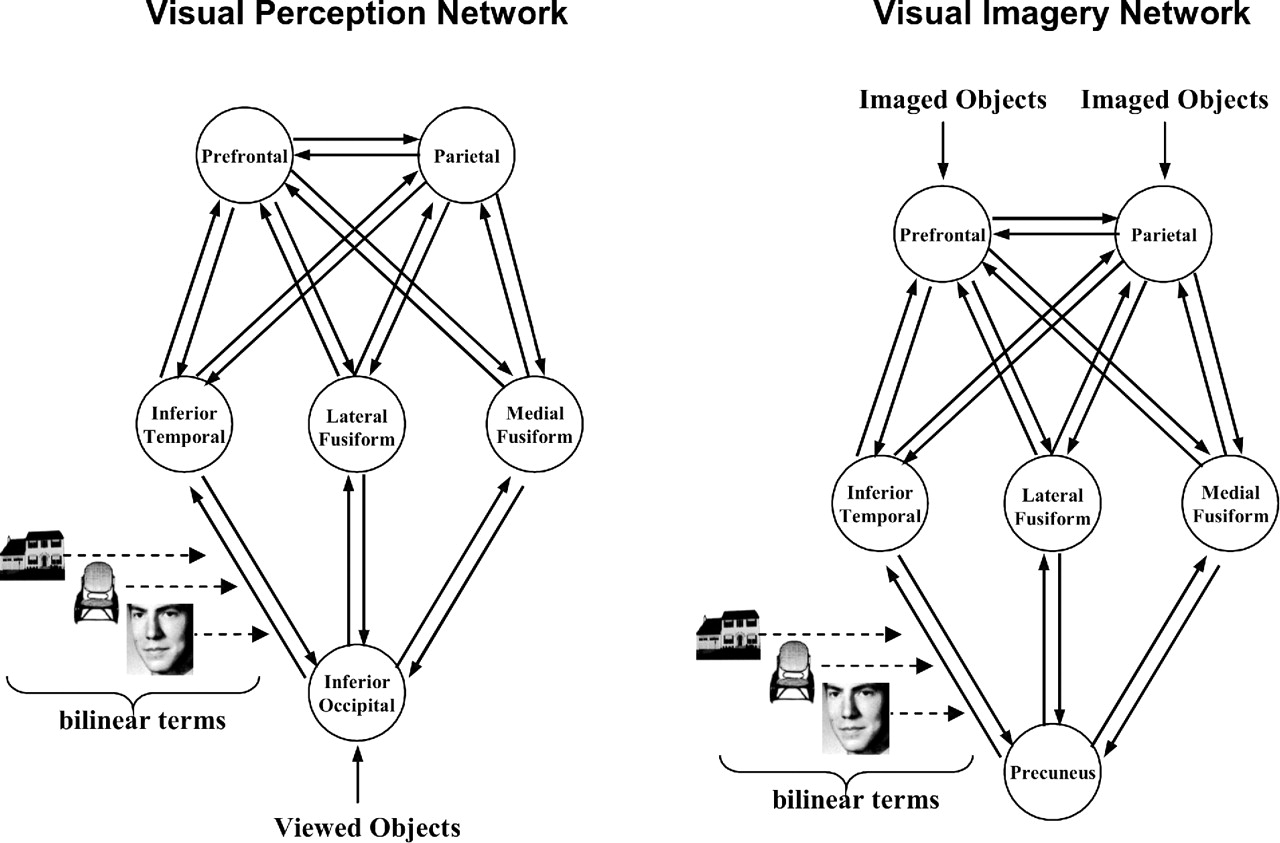 Visual Perception Network
Prefrontal
Parietal
Inferior
Temporal
Lateral
Fusiform
Medial
Fusiform
bilinear terms
Inferior
Occipital
Viewed Objects
Visual Imagery Network
Imaged Objects
Imaged Objects
Prefrontal
Parietal
Inferior
Temporal
Lateral
Fusiform
Medial
Fusiform
bilinear terms
Precuneus